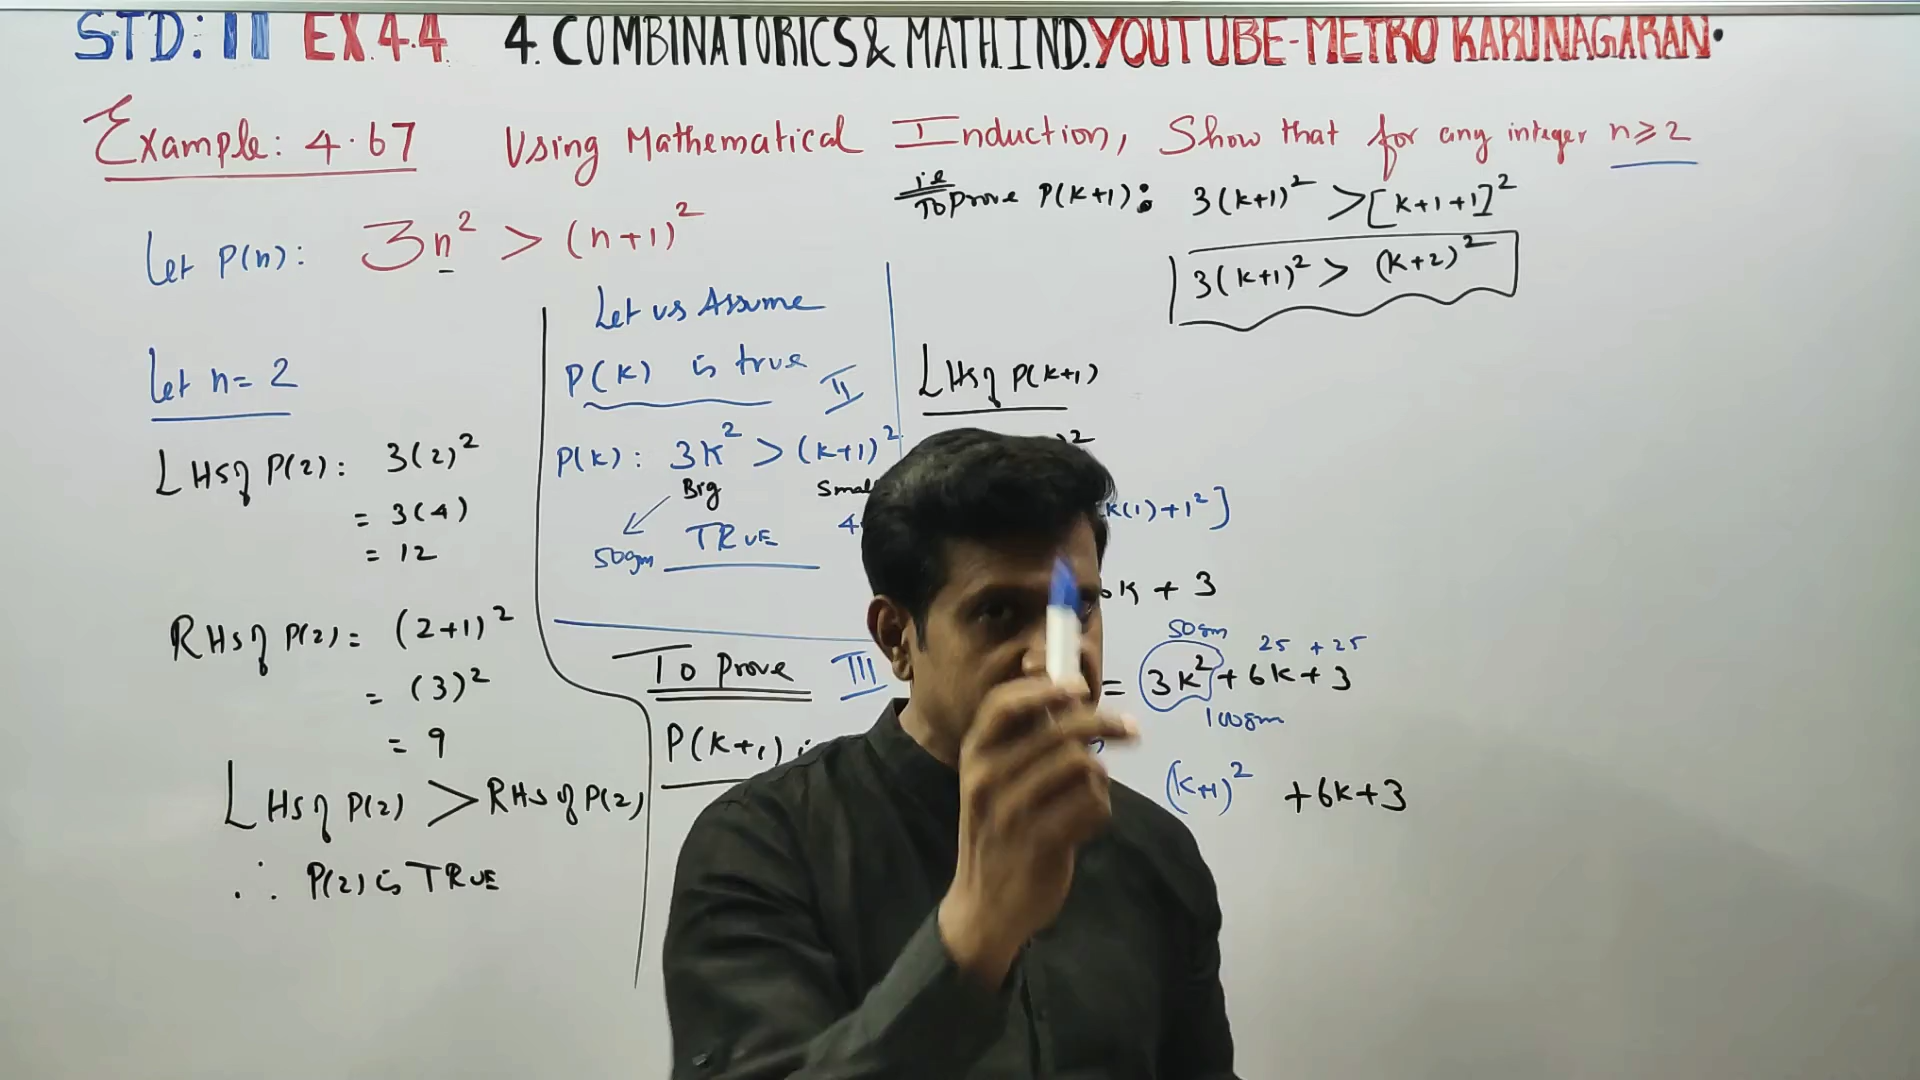 STD: 11 EX 4.4 4. COMBINATORICS & MATH.IND. YOUTUBE-METRO KARUNAGARAN.
Example: 4.67 Using Mathematical Induction, Show that for any integer n ≥ 2
Let P(n): 3n² > (n+1)²
Let n = 2
LHS of P(2): 3(2)²
= 3(4)
= 12
RHS of P(2) = (2+1)²
= (3)²
= 9
LHS of P(2) > RHS of P(2)
∴ P(2) is TRUE
Let us Assume
P(k) is true II
P(k): 3k² > (k+1)²
Big
50gm TRUE
To prove III
P(k+1)
ie
To prove P(k+1): 3(k+1)² > [k+1+1]²
3(k+1)² > (k+2)²
LHS of P(k+1)
k(1)+1²]
k + 3
50gm 25 + 25
= 3k² + 6k + 3
100gm
(k+1)² + 6k + 3